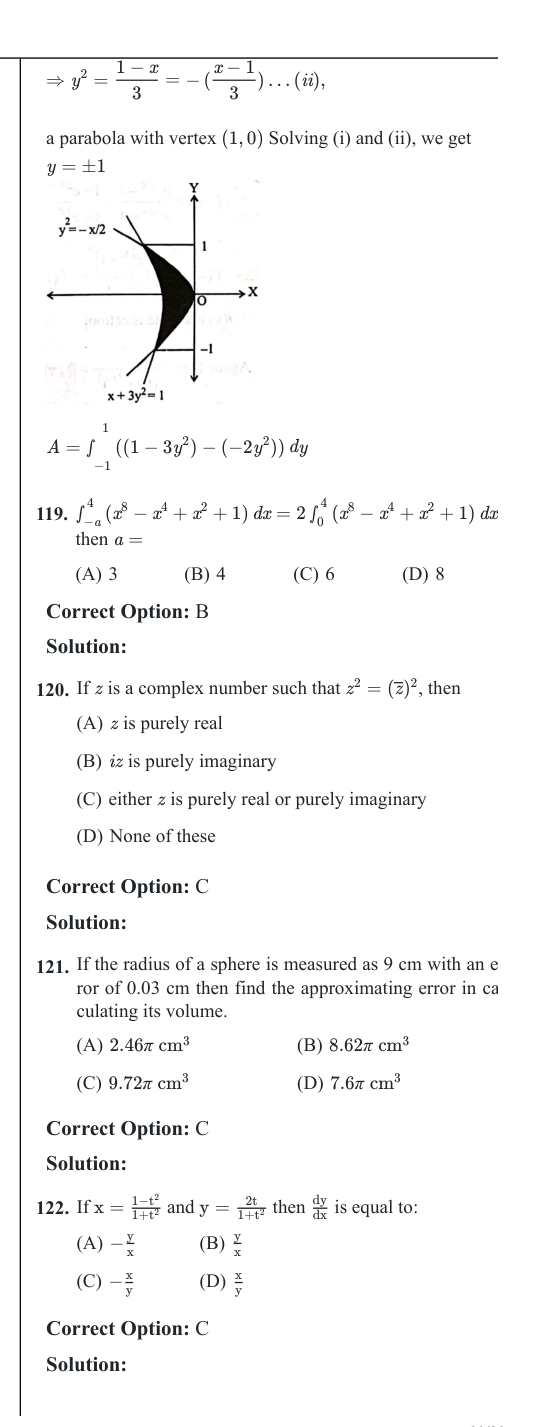 ⇒ y² = (1 − x)/3 = −((x − 1)/3) … (ii),
a parabola with vertex (1, 0) Solving (i) and (ii), we get
y = ±1
Y
y² = − x/2
1
X
O
−1
x + 3y² = 1
A = ∫₋₁¹ ((1 − 3y²) − (−2y²)) dy
119. ∫₋ₐ⁴ (x⁸ − x⁴ + x² + 1) dx = 2 ∫₀⁴ (x⁸ − x⁴ + x² + 1) dx
then a =
(A) 3 (B) 4 (C) 6 (D) 8
Correct Option: B
Solution:
120. If z is a complex number such that z² = (z̅)², then
(A) z is purely real
(B) iz is purely imaginary
(C) either z is purely real or purely imaginary
(D) None of these
Correct Option: C
Solution:
121. If the radius of a sphere is measured as 9 cm with an e
ror of 0.03 cm then find the approximating error in ca
culating its volume.
(A) 2.46π cm³ (B) 8.62π cm³
(C) 9.72π cm³ (D) 7.6π cm³
Correct Option: C
Solution:
122. If x = (1−t²)/(1+t²) and y = 2t/(1+t²) then dy/dx is equal to:
(A) −y/x (B) y/x
(C) −x/y (D) x/y
Correct Option: C
Solution: